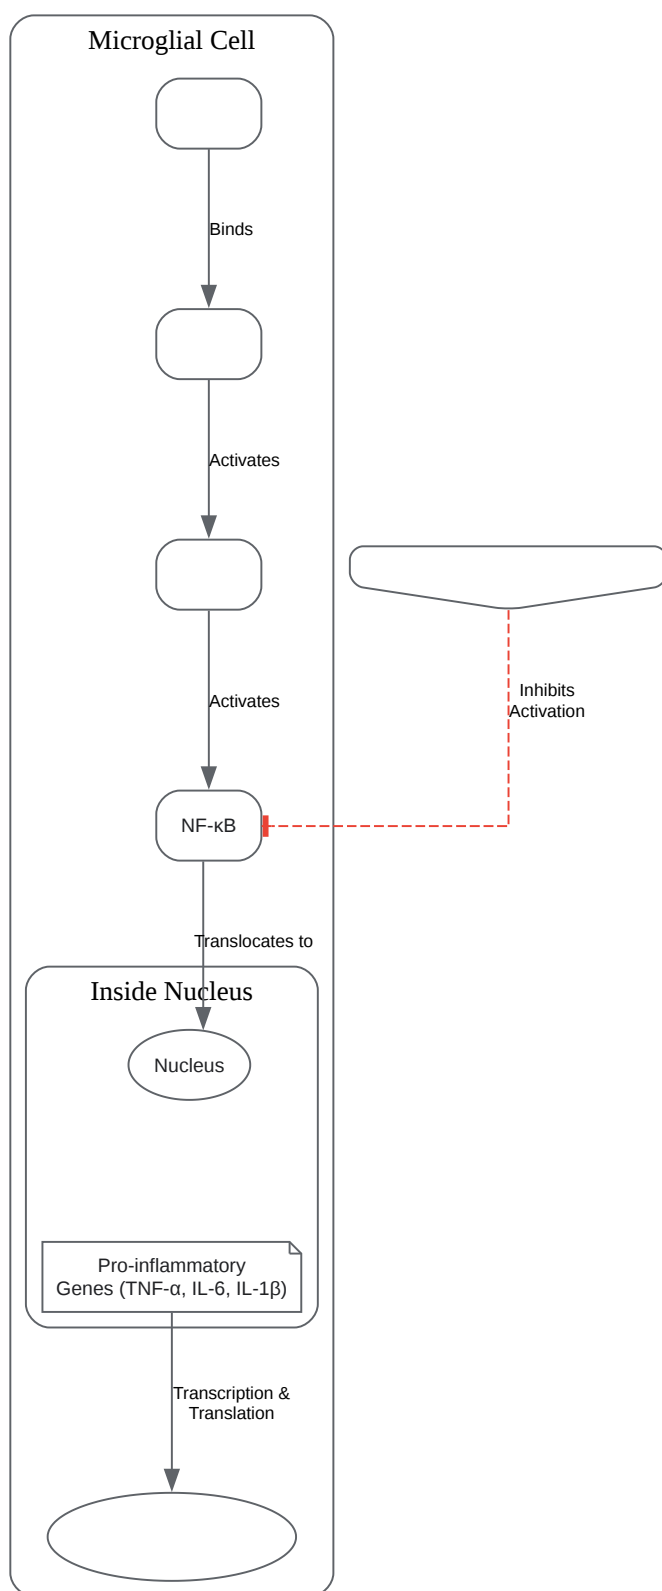 Microglial Cell
Binds
Activates
Inhibits
Activation
Activates
NF-κB
Translocates to
Inside Nucleus
Nucleus
Pro-inflammatory
Genes (TNF-α, IL-6, IL-1β)
Transcription &
Translation